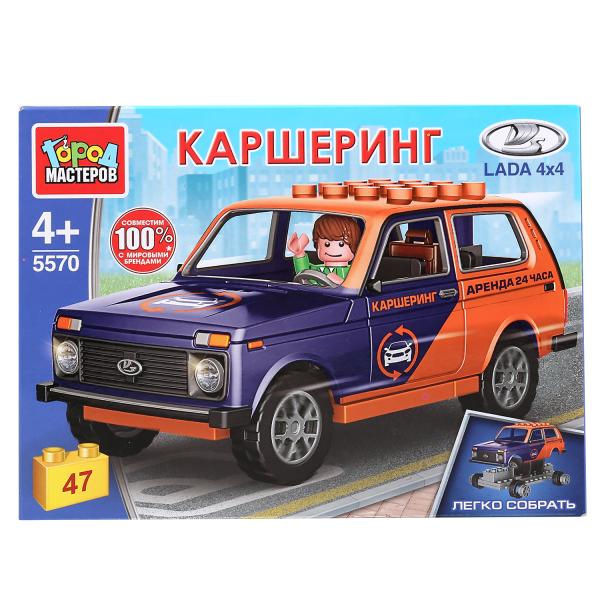 ГОРОД
МАСТЕРОВ
КАРШЕРИНГ
LADA 4x4
4+
5570
СОВМЕСТИМ
100%
С МИРОВЫМИ
БРЕНДАМИ
КАРШЕРИНГ
АРЕНДА 24 ЧАСА
47
ЛЕГКО СОБРАТЬ